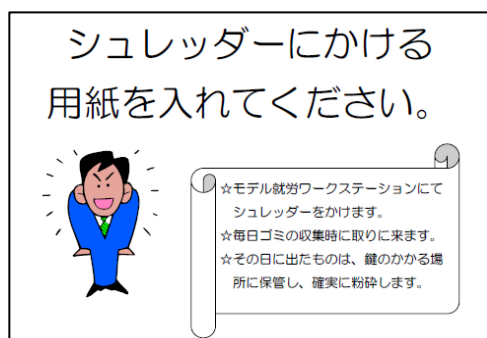 シュレッダーにかける
用紙を入れてください。
☆モデル就労ワークステーションにて
シュレッダーをかけます。
☆毎日ゴミの収集時に取りに来ます。
☆その日に出たものは、鍵のかかる場
所に保管し、確実に粉砕します。